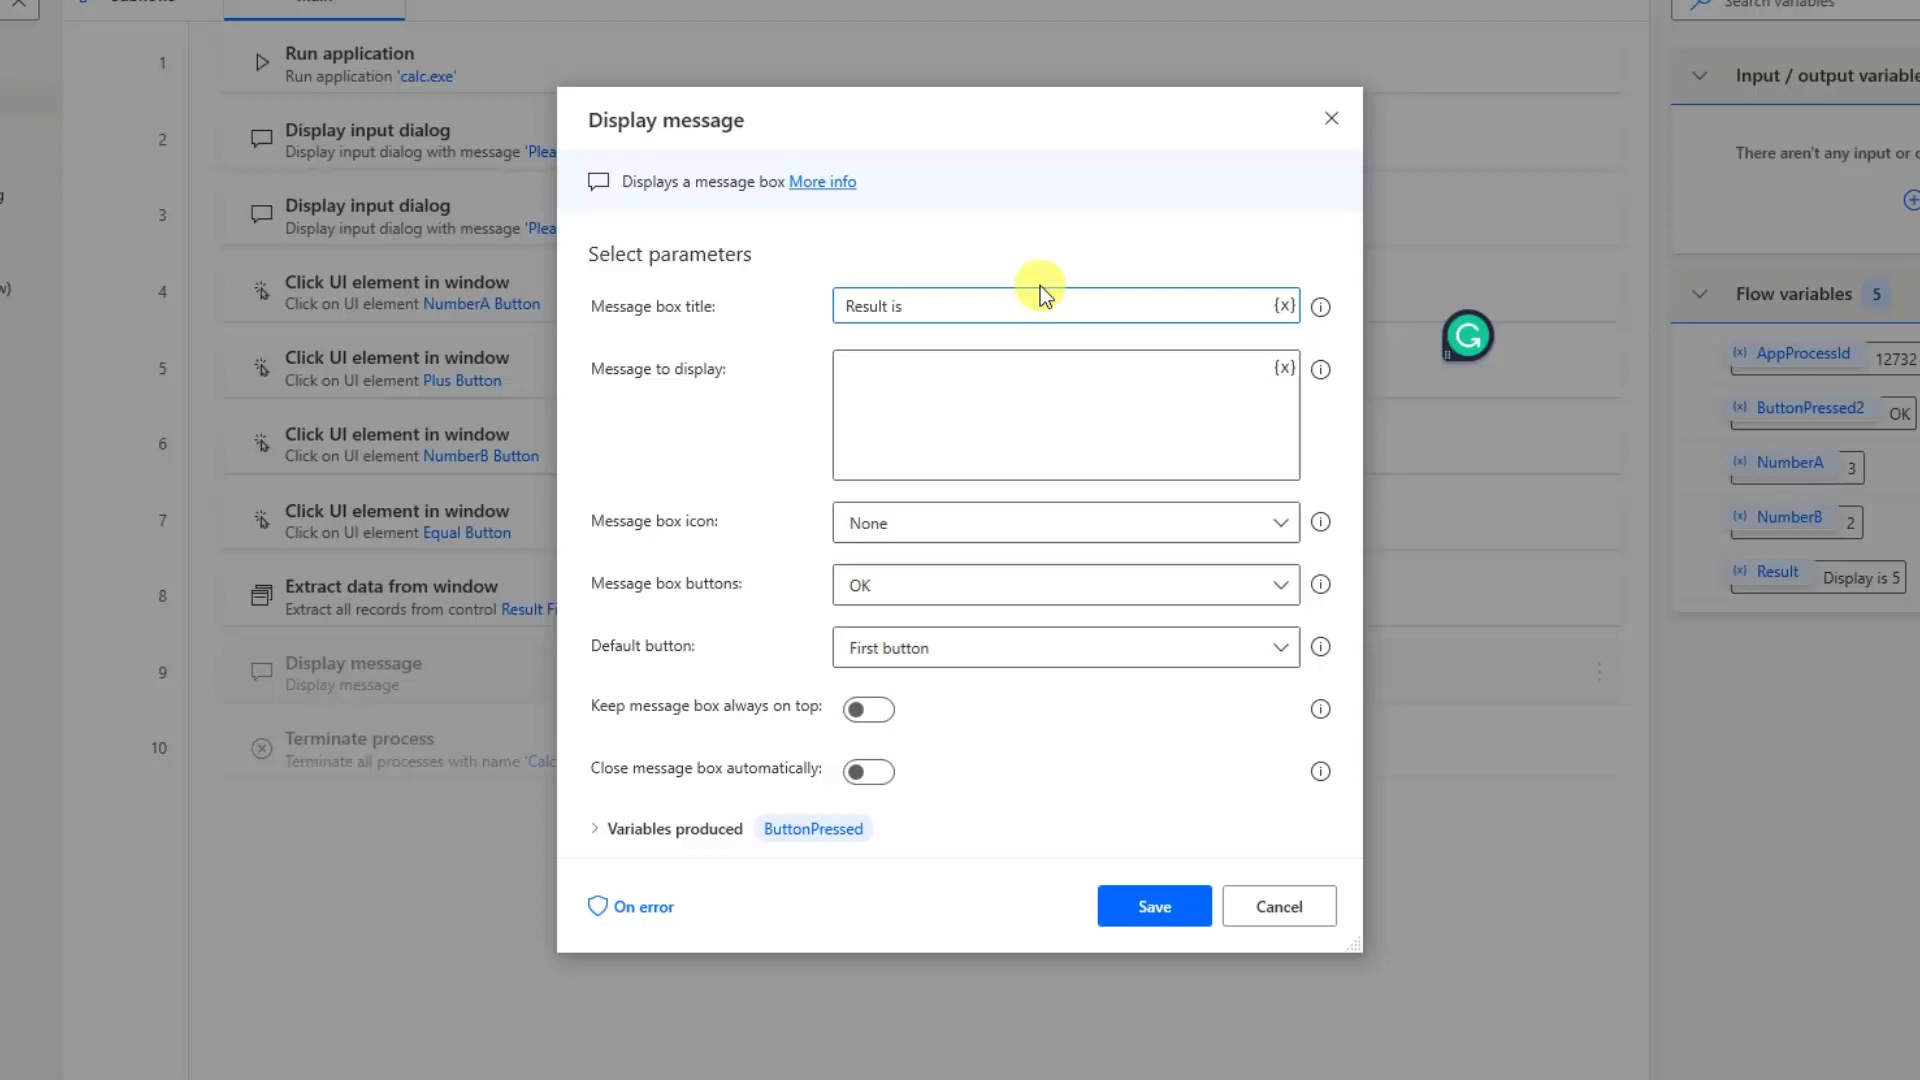 Main
Search variables
1
Run application
Run application 'calc.exe'
2
Display input dialog
Display input dialog with message 'Plea
3
Display input dialog
Display input dialog with message 'Plea
4
Click UI element in window
Click on UI element NumberA Button
5
Click UI element in window
Click on UI element Plus Button
6
Click UI element in window
Click on UI element NumberB Button
7
Click UI element in window
Click on UI element Equal Button
8
Extract data from window
Extract all records from control Result Fi
9
Display message
Display message
10
Terminate process
Terminate all processes with name 'Calc
g
w)
Display message
Displays a message box More info
Select parameters
Message box title:
Result is
{x}
Message to display:
{x}
Message box icon:
None
Message box buttons:
OK
Default button:
First button
Keep message box always on top:
Close message box automatically:
Variables produced ButtonPressed
On error
Save
Cancel
Input / output variable
There aren't any input or o
Flow variables 5
(x) AppProcessId 12732
(x) ButtonPressed2 OK
(x) NumberA 3
(x) NumberB 2
(x) Result Display is 5